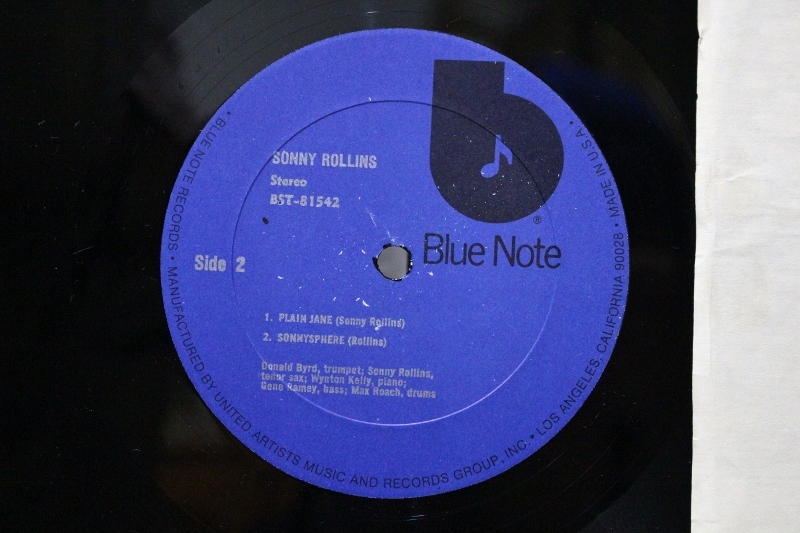 SONNY ROLLINS
Stereo
BST-81542
®
Blue Note
Side 2
1. PLAIN JANE (Sonny Rollins)
2. SONNYSPHERE (Rollins)
Donald Byrd, trumpet; Sonny Rollins,
tenor sax; Wynton Kelly, piano;
Gene Ramey, bass; Max Roach, drums
• BLUE NOTE RECORDS • MANUFACTURED BY UNITED ARTISTS MUSIC AND RECORDS GROUP, INC. • LOS ANGELES, CALIFORNIA 90028 • MADE IN U.S.A. •